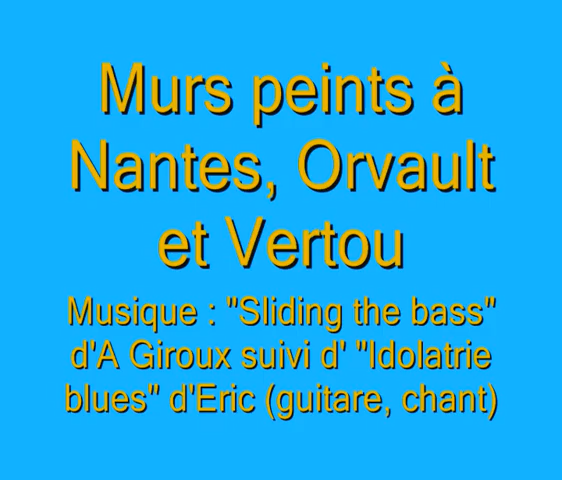 Murs peints à
Nantes, Orvault
et Vertou
Musique : "Sliding the bass"
d'A Giroux suivi d' "Idolatrie
blues" d'Eric (guitare, chant)